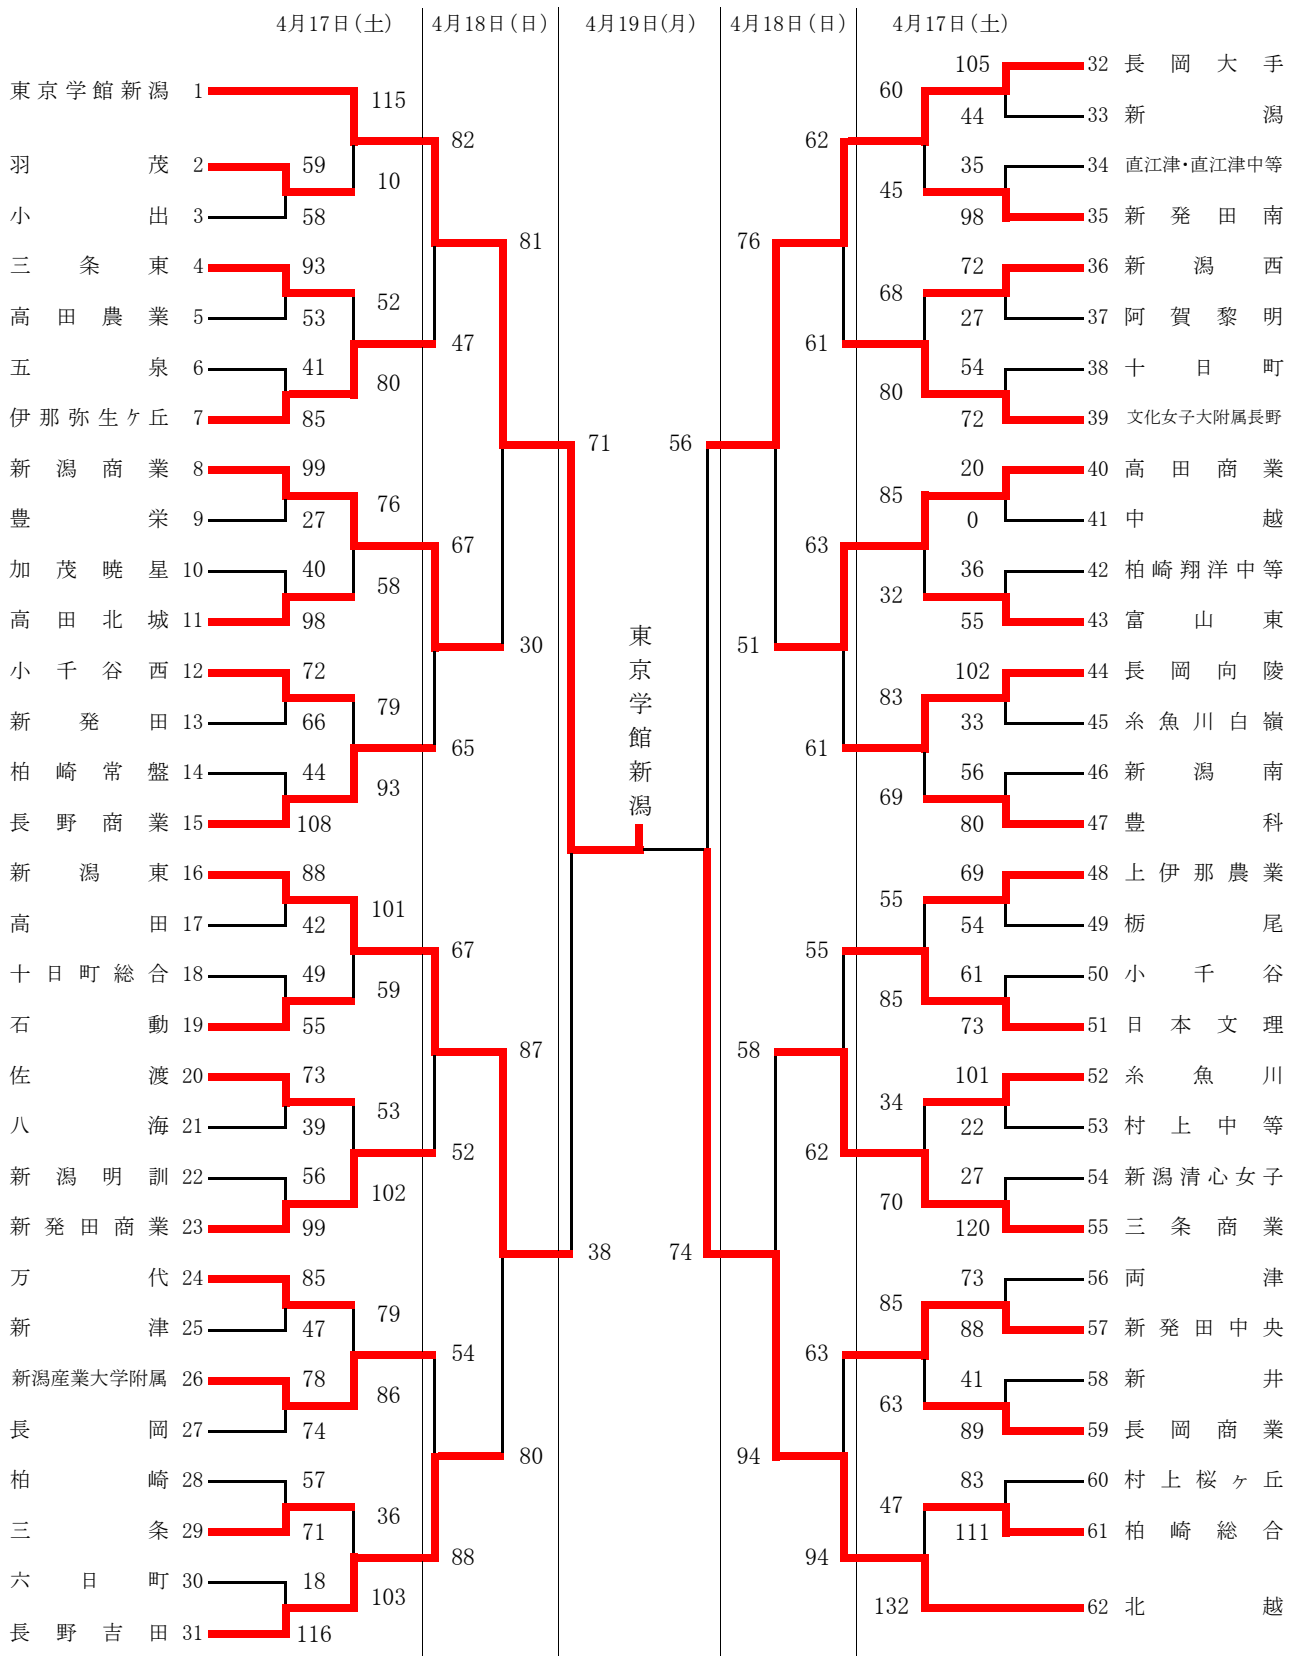 4月17日（土） 4月18日（日） 4月19日(月) 4月18日（日） 4月17日（土）
東京学館新潟 1
羽茂 2
小出 3
三条東 4
高田農業 5
五泉 6
伊那弥生ケ丘 7
新潟商業 8
豊栄 9
加茂暁星 10
高田北城 11
小千谷西 12
新発田 13
柏崎常盤 14
長野商業 15
新潟東 16
高田 17
十日町総合 18
石動 19
佐渡 20
八海 21
新潟明訓 22
新発田商業 23
万代 24
新津 25
新潟産業大学附属 26
長岡 27
柏崎 28
三条 29
六日町 30
長野吉田 31
59
58
93
53
41
85
99
27
40
98
72
66
44
108
88
42
49
55
73
39
56
99
85
47
78
74
57
71
18
116
115
10
52
80
76
58
79
93
101
59
53
102
79
86
36
103
82
47
67
65
67
52
54
88
81
30
87
80
71
38
東京学館新潟
56
74
76
51
58
94
62
61
63
61
55
62
63
94
60
45
68
80
85
32
83
69
55
85
34
70
85
63
47
132
105
44
35
98
72
27
54
72
20
0
36
55
102
33
56
80
69
54
61
73
101
22
27
120
73
88
41
89
83
111
32 長岡大手
33 新潟
34 直江津・直江津中等
35 新発田南
36 新潟西
37 阿賀黎明
38 十日町
39 文化女子大附属長野
40 高田商業
41 中越
42 柏崎翔洋中等
43 富山東
44 長岡向陵
45 糸魚川白嶺
46 新潟南
47 豊科
48 上伊那農業
49 栃尾
50 小千谷
51 日本文理
52 糸魚川
53 村上中等
54 新潟清心女子
55 三条商業
56 両津
57 新発田中央
58 新井
59 長岡商業
60 村上桜ヶ丘
61 柏崎総合
62 北越